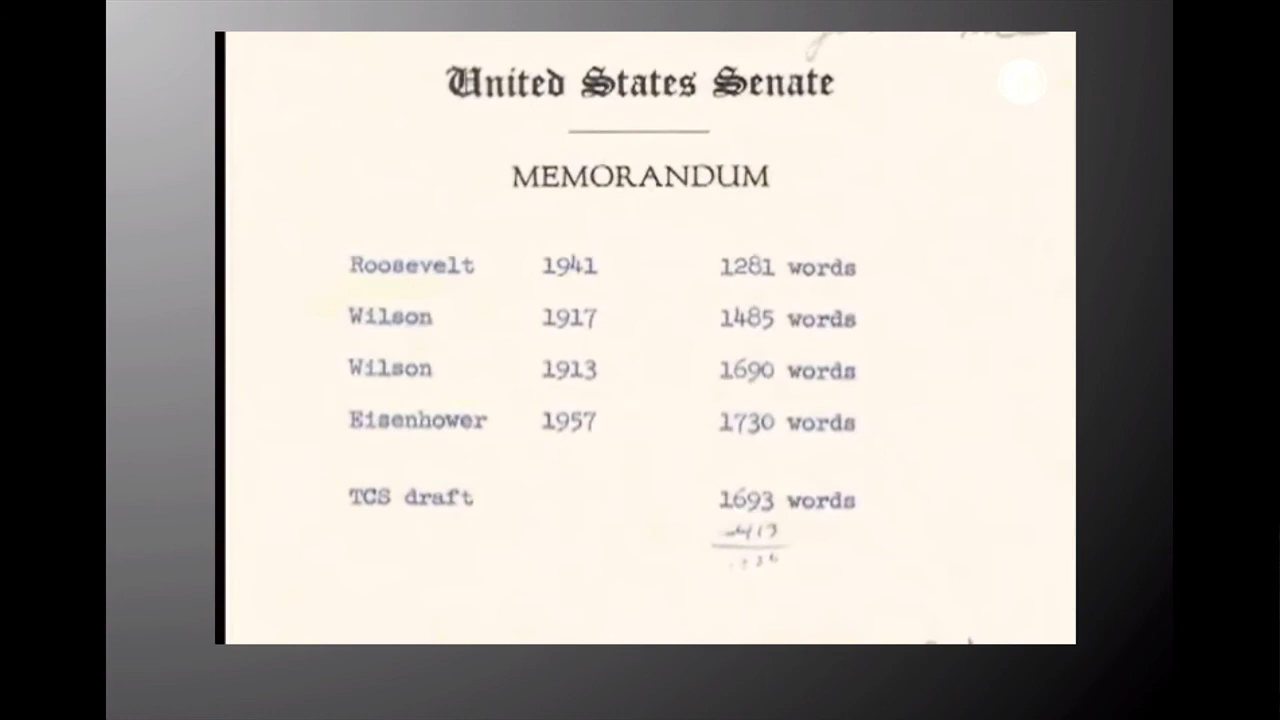 United States Senate
MEMORANDUM
Roosevelt 1941 1281 words
Wilson 1917 1485 words
Wilson 1913 1690 words
Eisenhower 1957 1730 words
TCS draft 1693 words